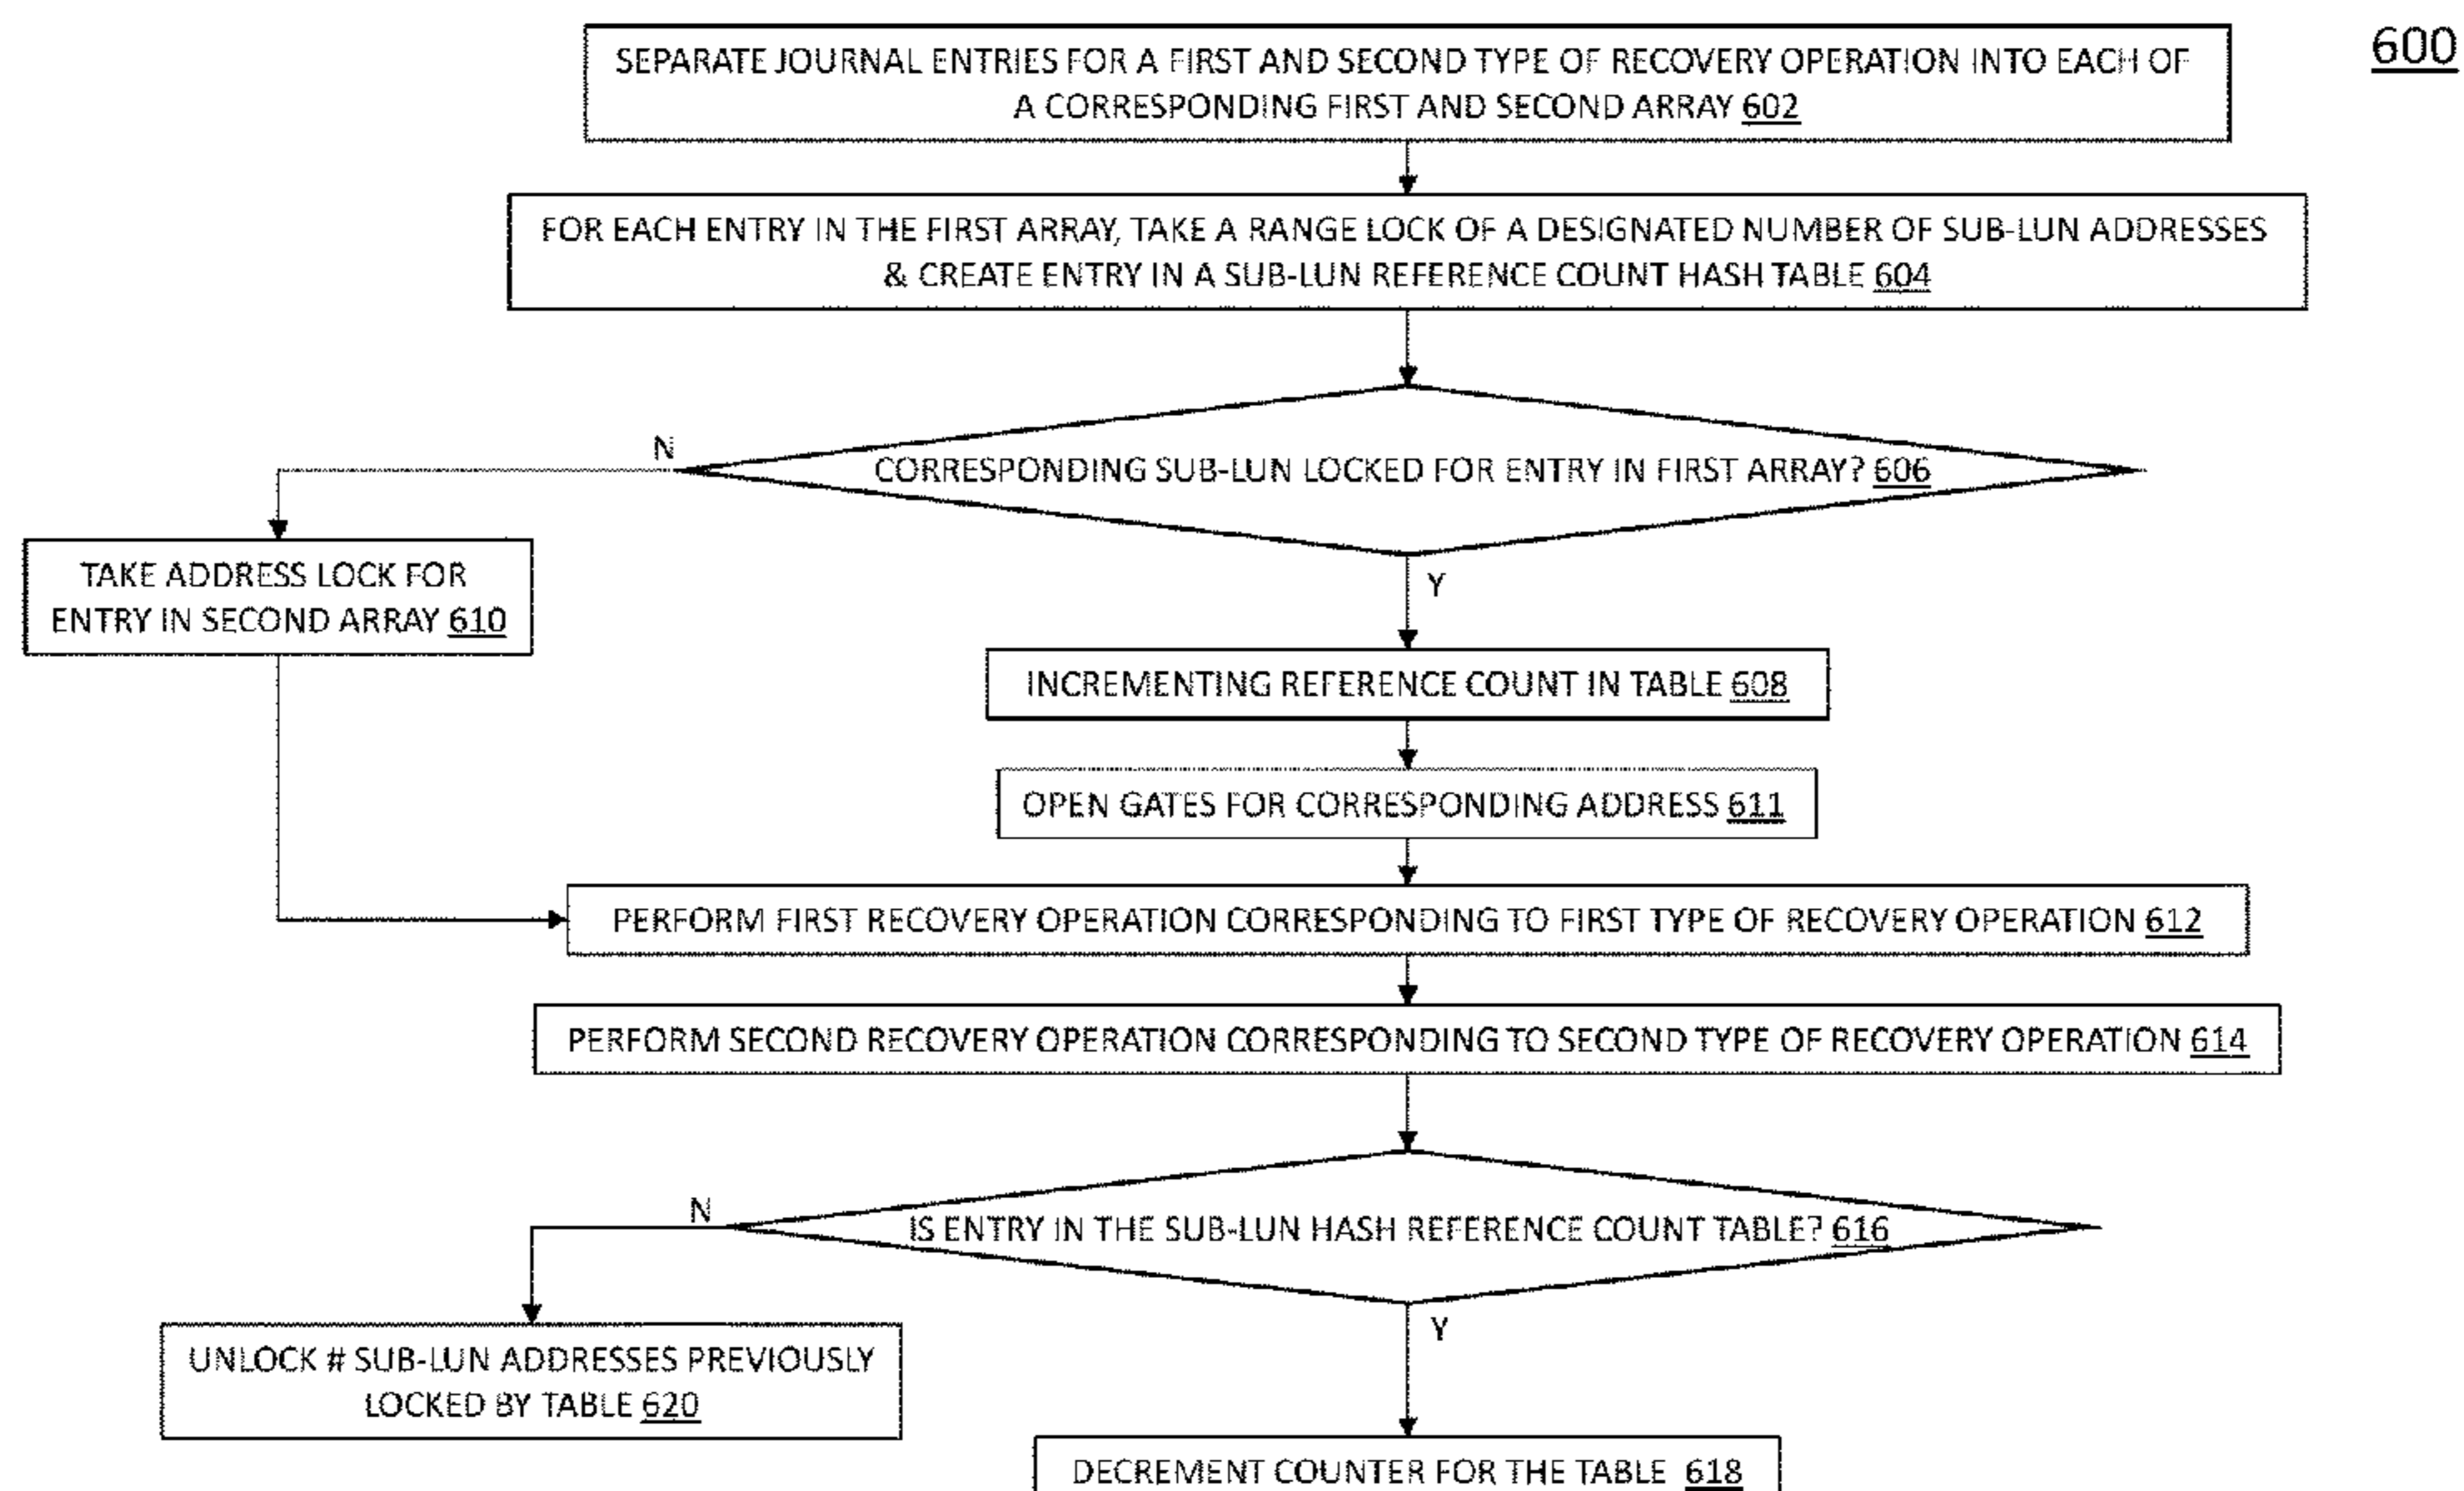 600
SEPARATE JOURNAL ENTRIES FOR A FIRST AND SECOND TYPE OF RECOVERY OPERATION INTO EACH OF
A CORRESPONDING FIRST AND SECOND ARRAY 602
FOR EACH ENTRY IN THE FIRST ARRAY, TAKE A RANGE LOCK OF A DESIGNATED NUMBER OF SUB-LUN ADDRESSES
& CREATE ENTRY IN A SUB-LUN REFERENCE COUNT HASH TABLE 604
N
CORRESPONDING SUB-LUN LOCKED FOR ENTRY IN FIRST ARRAY? 606
TAKE ADDRESS LOCK FOR
ENTRY IN SECOND ARRAY 610
Y
INCREMENTING REFERENCE COUNT IN TABLE 608
OPEN GATES FOR CORRESPONDING ADDRESS 611
PERFORM FIRST RECOVERY OPERATION CORRESPONDING TO FIRST TYPE OF RECOVERY OPERATION 612
PERFORM SECOND RECOVERY OPERATION CORRESPONDING TO SECOND TYPE OF RECOVERY OPERATION 614
N
IS ENTRY IN THE SUB-LUN HASH REFERENCE COUNT TABLE? 616
Y
UNLOCK # SUB-LUN ADDRESSES PREVIOUSLY
LOCKED BY TABLE 620
DECREMENT COUNTER FOR THE TABLE 618